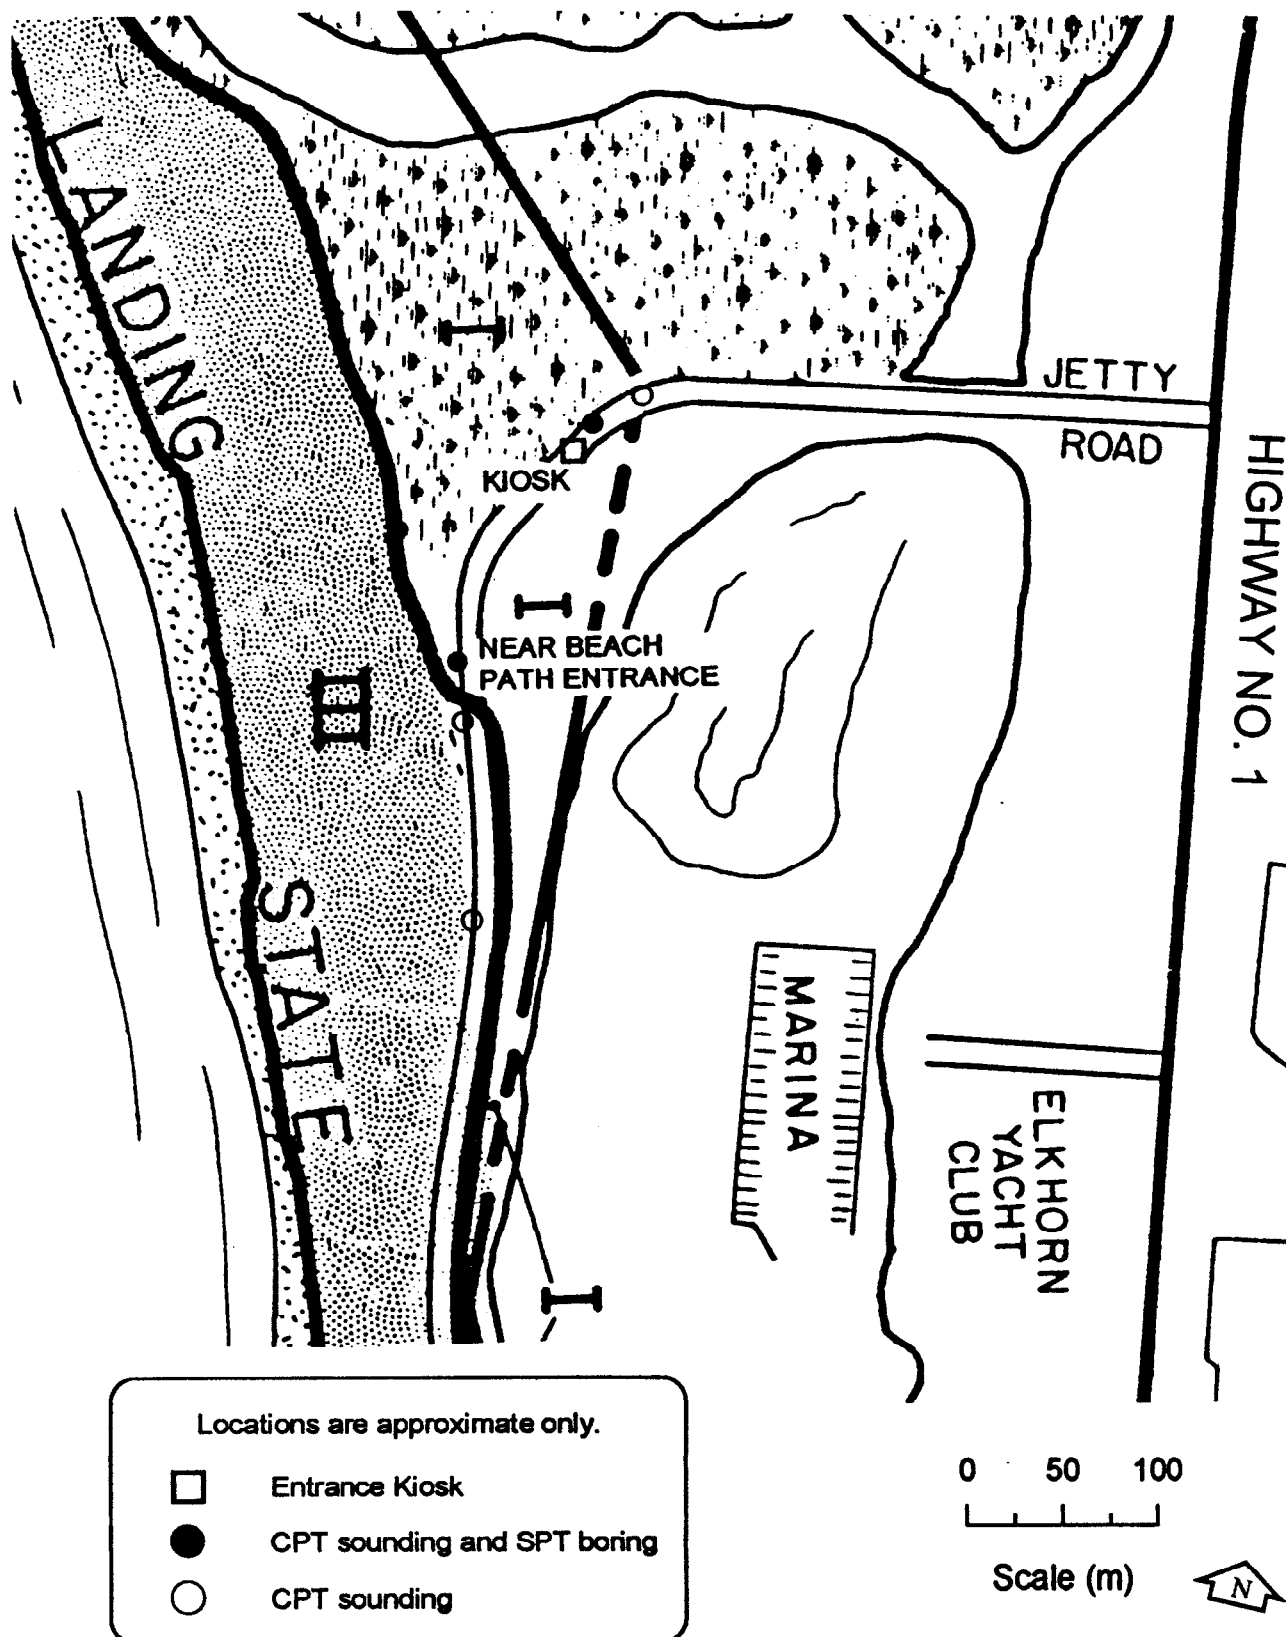 LANDING
I
JETTY
ROAD
KIOSK
HIGHWAY NO. 1
I
NEAR BEACH
PATH ENTRANCE
III
STATE
MARINA
ELKHORN
YACHT
CLUB
I
Locations are approximate only.
Entrance Kiosk
CPT sounding and SPT boring
CPT sounding
0 50 100
Scale (m)
N